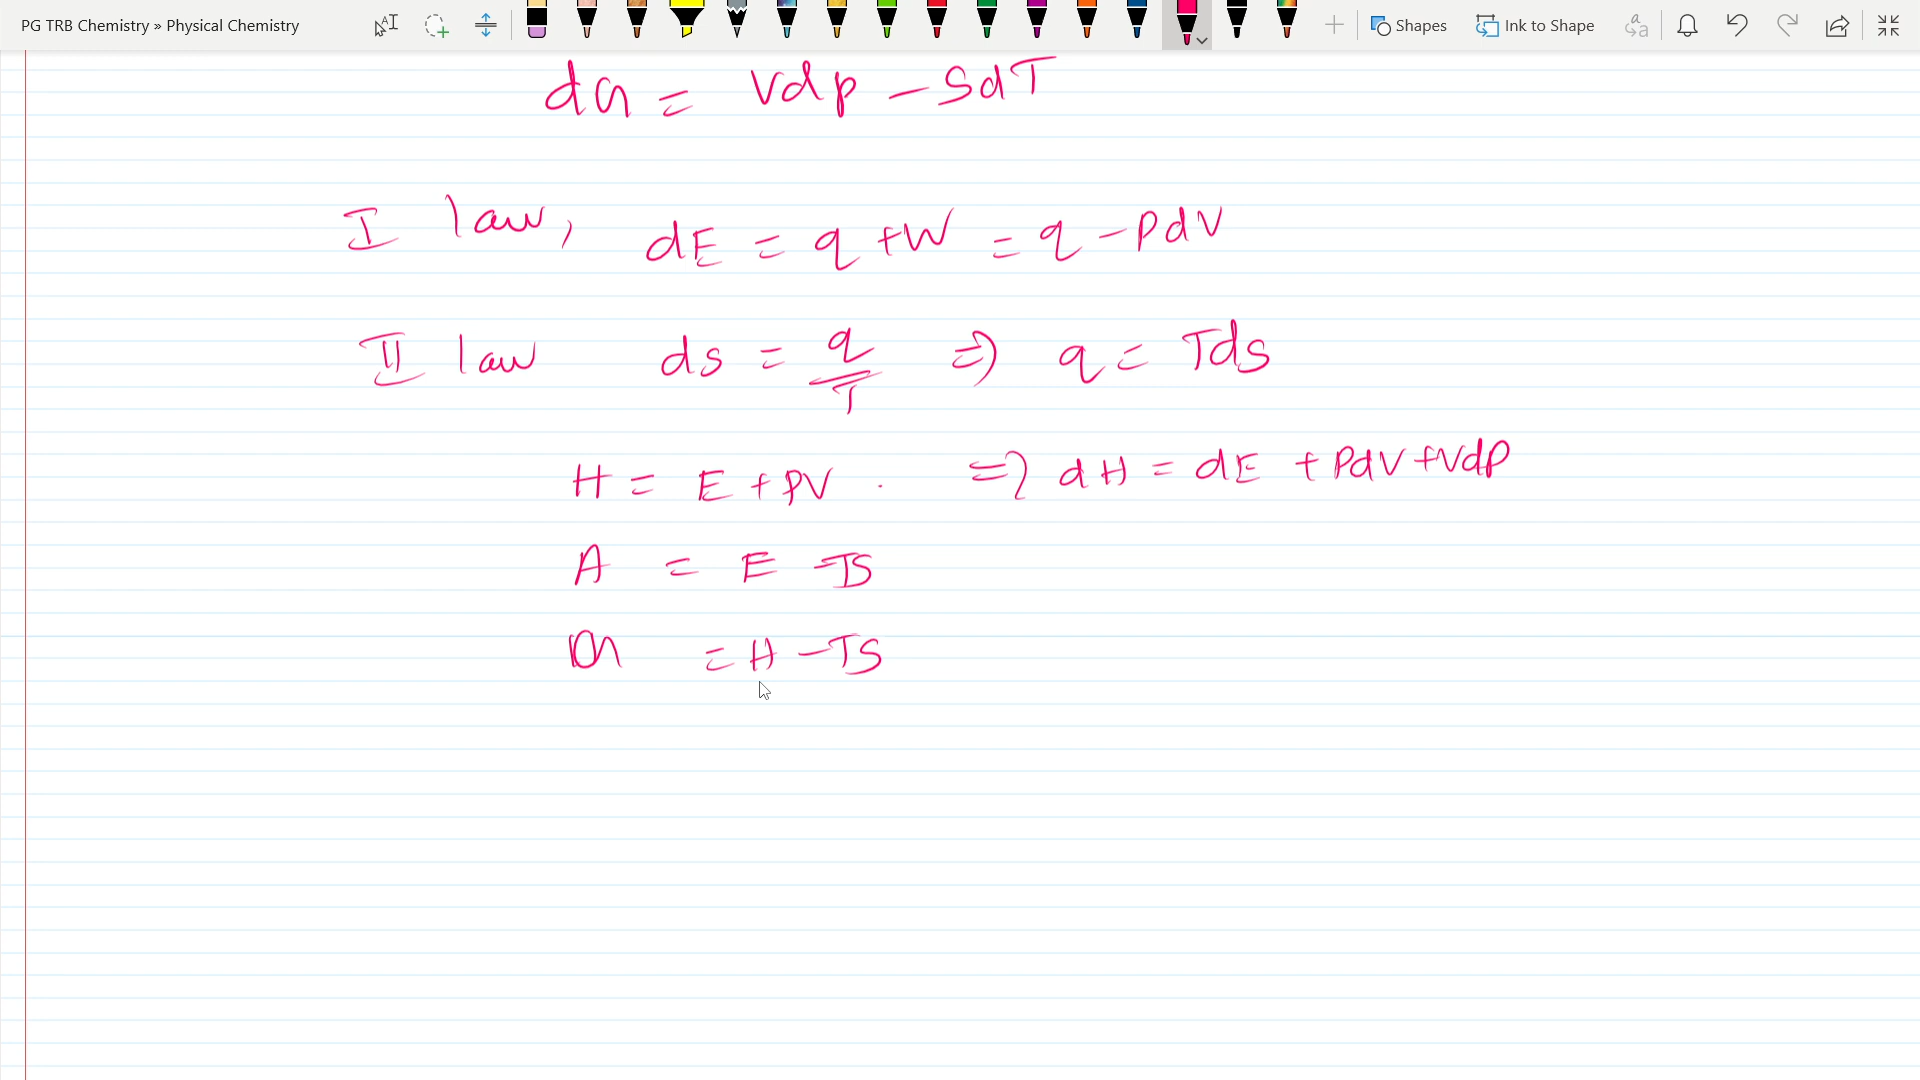 PG TRB Chemistry » Physical Chemistry Shapes Ink to Shape
dG = Vdp - SdT
I law, dE = q + W = q - PdV
II law ds = q/T => q = Tds
H = E + PV . => dH = dE + PdV + Vdp
A = E - TS
G = H - TS